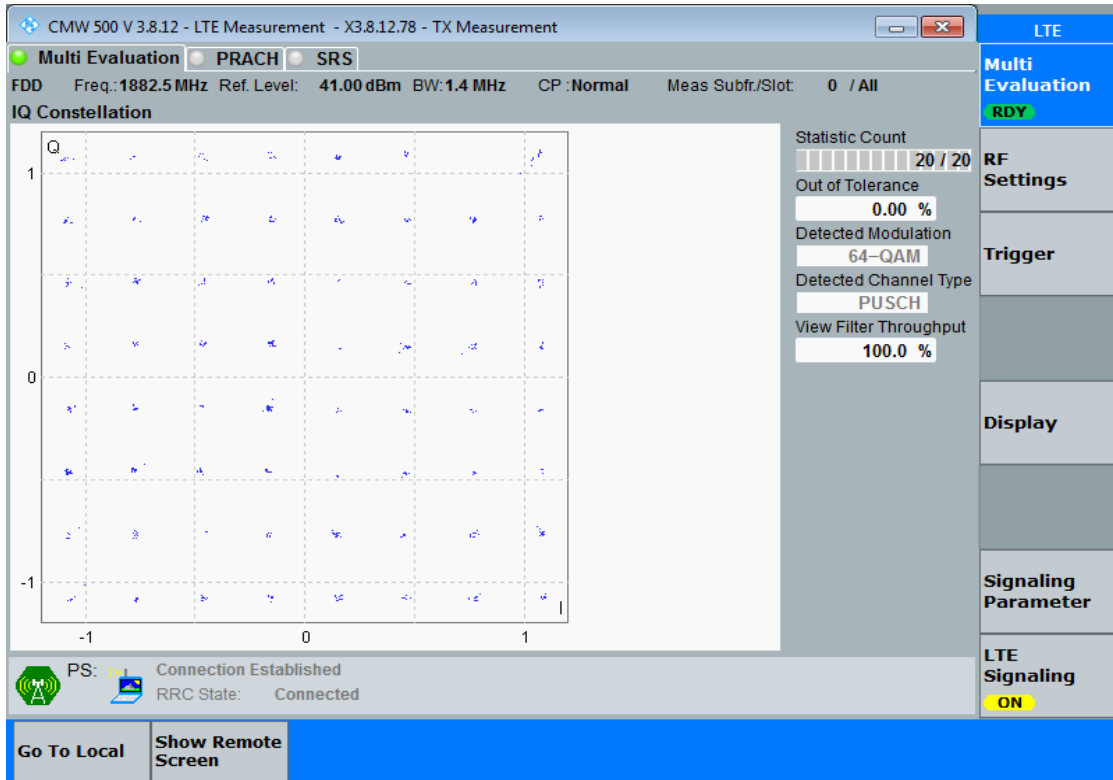 CMW 500 V 3.8.12 - LTE Measurement - X3.8.12.78 - TX Measurement
LTE
Multi Evaluation PRACH SRS
Multi
Evaluation
RDY
FDD Freq.:1882.5 MHz Ref. Level: 41.00 dBm BW:1.4 MHz CP :Normal Meas Subfr./Slot: 0 / All
IQ Constellation
Q
1
0
-1
I
-1 0 1
Statistic Count
20 / 20
Out of Tolerance
0.00 %
Detected Modulation
64-QAM
Detected Channel Type
PUSCH
View Filter Throughput
100.0 %
RF
Settings
Trigger
Display
Signaling
Parameter
LTE
Signaling
ON
PS: Connection Established
RRC State: Connected
Go To Local
Show Remote
Screen